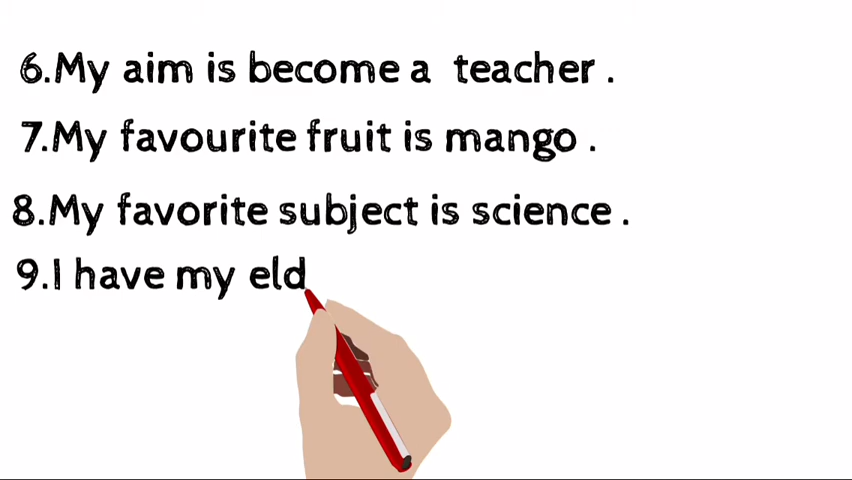 6.My aim is become a teacher .
7.My favourite fruit is mango .
8.My favorite subject is science .
9.I have my eld